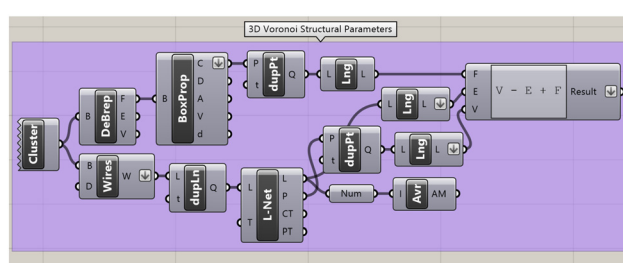 3D Voronoi Structural Parameters
Cluster
B DeBrep F E V
B D Wires W
B BoxProp C D A V d
L t dupLn Q
P t dupPt Q
L Lng L
L T L-Net L P CT PT
P t dupPt Q
L Lng L
L Lng L
Num
I Avr AM
F E V V - E + F Result